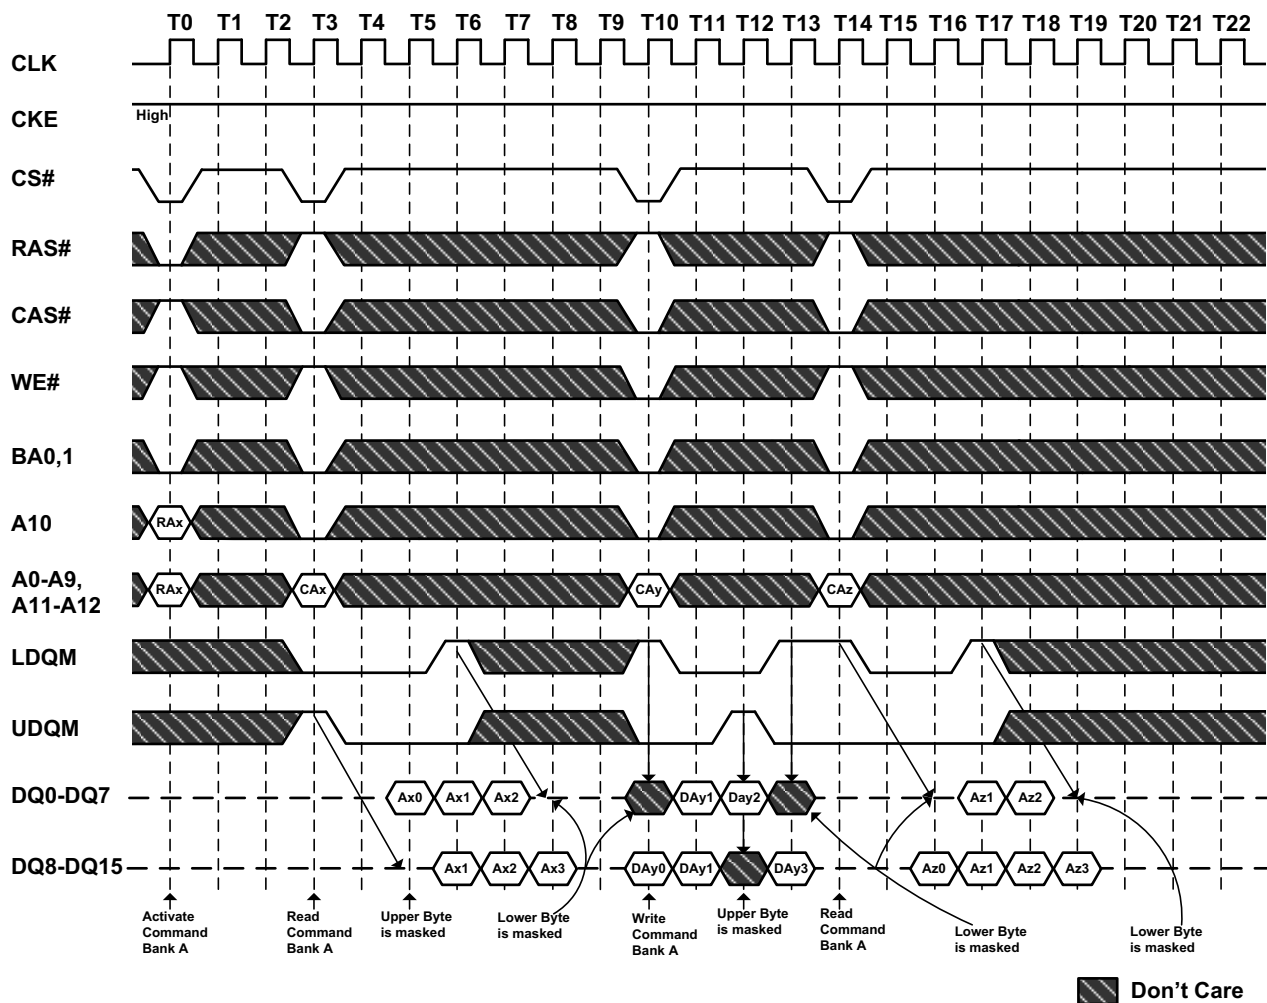 T0 T1 T2 T3 T4 T5 T6 T7 T8 T9 T10 T11 T12 T13 T14 T15 T16 T17 T18 T19 T20 T21 T22
CLK
CKE
High
CS#
RAS#
CAS#
WE#
BA0,1
A10
RAx
A0-A9,
A11-A12
RAx CAx CAy CAz
LDQM
UDQM
DQ0-DQ7
Ax0 Ax1 Ax2 DAy1 Day2 Az1 Az2
DQ8-DQ15
Ax1 Ax2 Ax3 DAy0 DAy1 DAy3 Az0 Az1 Az2 Az3
Activate
Command
Bank A
Read
Command
Bank A
Upper Byte
is masked
Lower Byte
is masked
Write
Command
Bank A
Upper Byte
is masked
Read
Command
Bank A
Lower Byte
is masked
Lower Byte
is masked
Don't Care